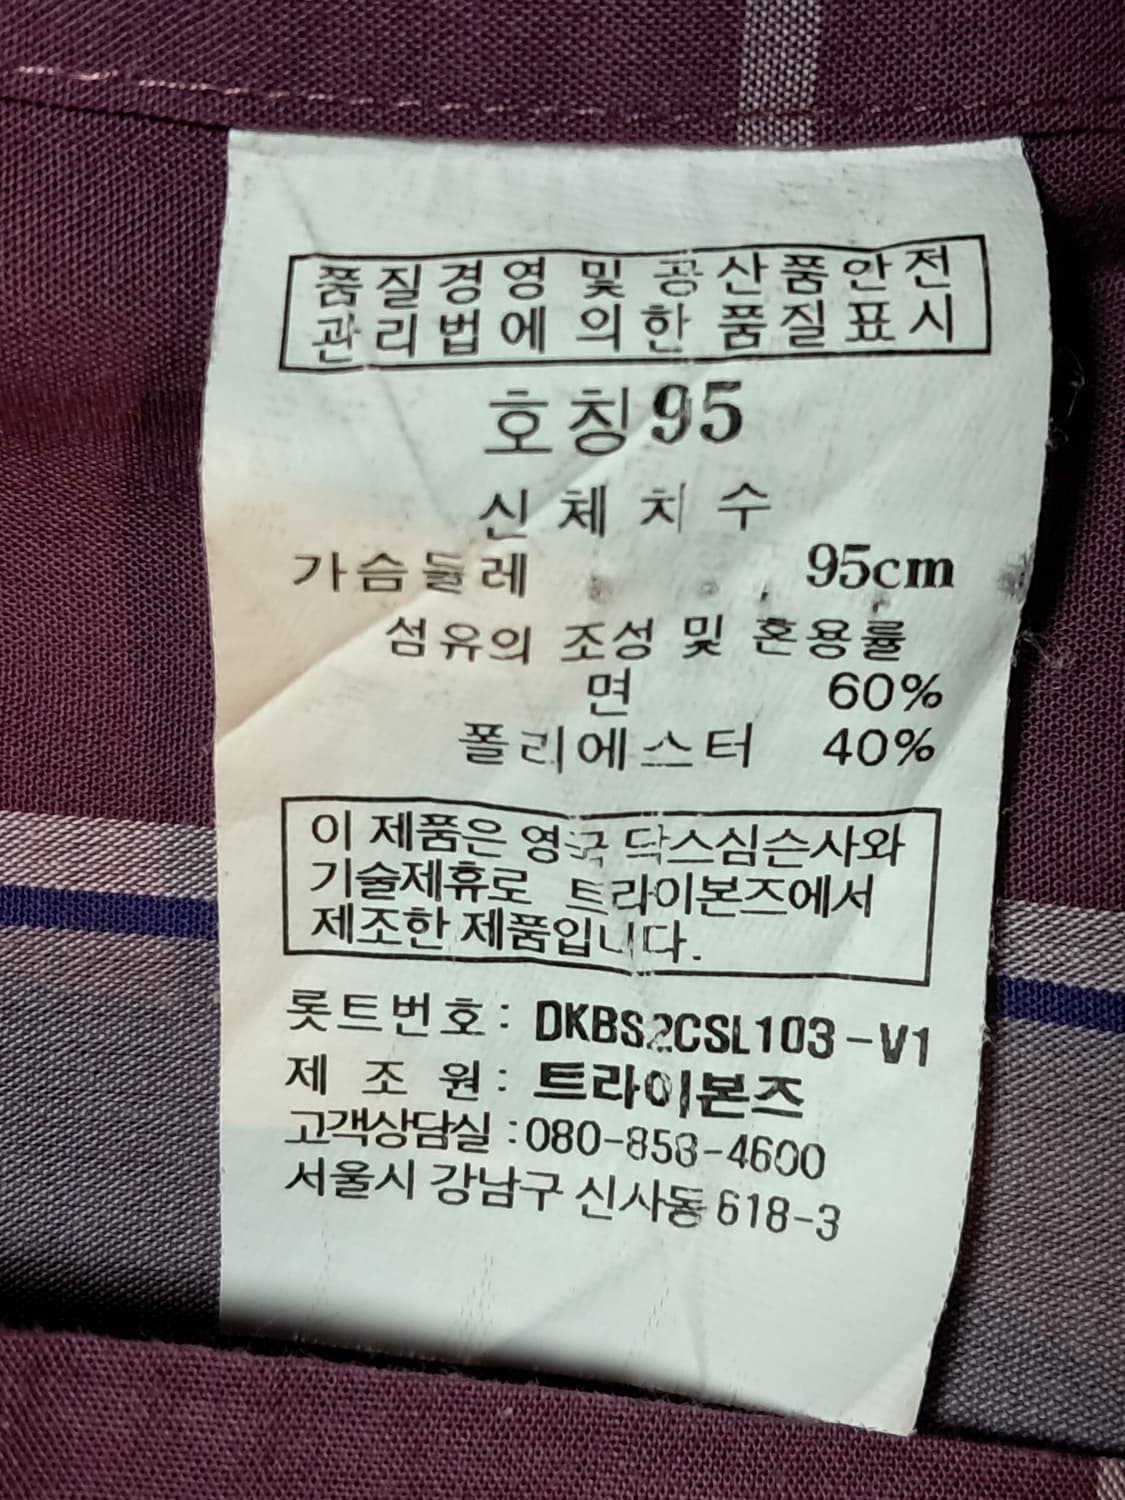 품질경영 및 공산품안전
관리법에 의한 품질표시
호칭95
신체치수
가슴둘레 95cm
섬유의 조성 및 혼용률
면 60%
폴리에스터 40%
이 제품은 영국 닥스심슨사와
기술제휴로 트라이본즈에서
제조한 제품입니다.
롯트번호: DKBS2CSL103-V1
제 조 원: 트라이본즈
고객상담실:080-858-4600
서울시 강남구 신사동 618-3